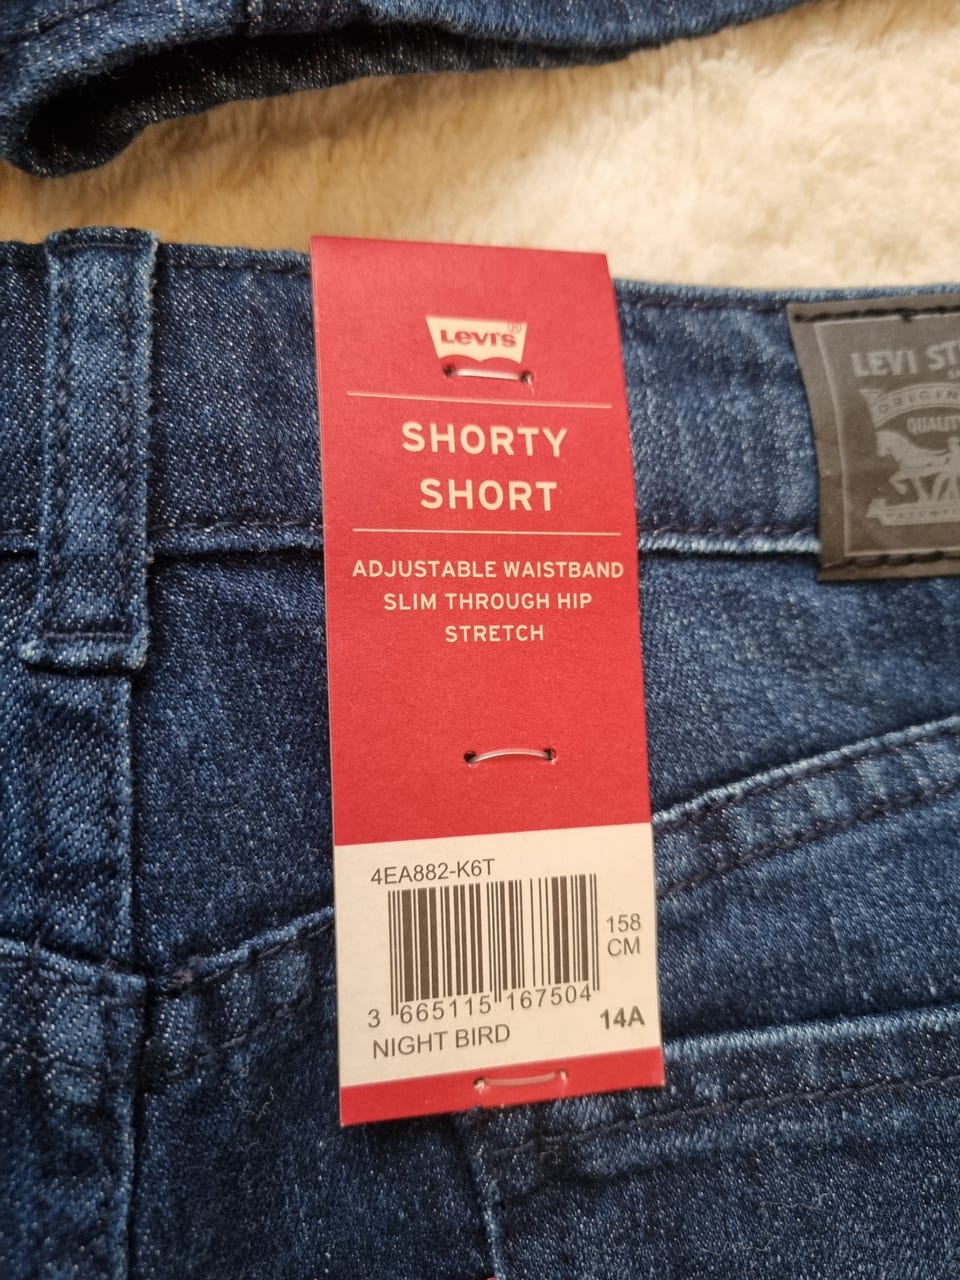 Levi's®
SHORTY
SHORT
ADJUSTABLE WAISTBAND
SLIM THROUGH HIP
STRETCH
4EA882-K6T
158
CM
3 665115 167504
14A
NIGHT BIRD
LEVI
QUALITY